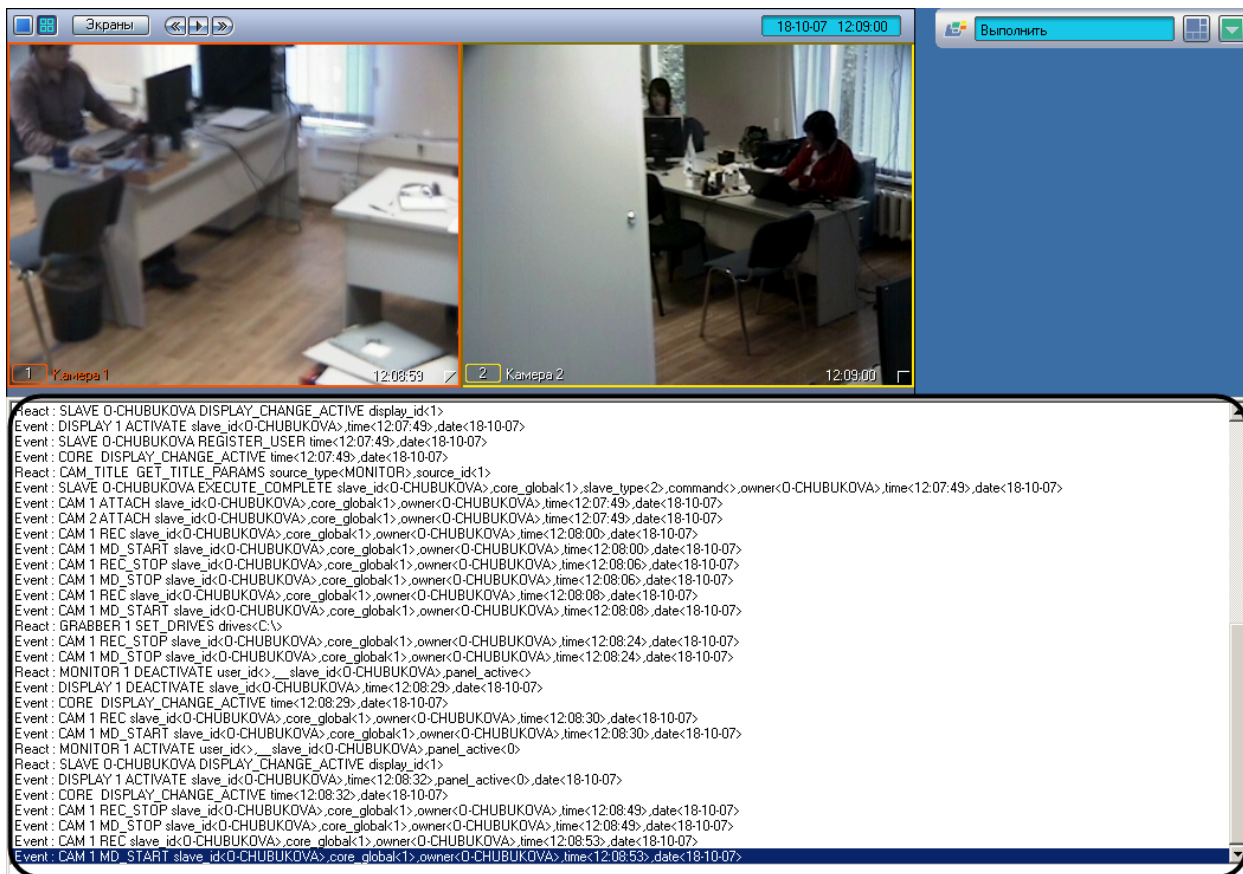 Экраны
18-10-07 12:09:00
Выполнить
1 Камера 1 12:08:59
2 Камера 2 12:09:00
React : SLAVE O-CHUBUKOVA DISPLAY_CHANGE_ACTIVE display_id<1>
Event : DISPLAY 1 ACTIVATE slave_id<O-CHUBUKOVA>,time<12:07:49>,date<18-10-07>
Event : SLAVE O-CHUBUKOVA REGISTER_USER time<12:07:49>,date<18-10-07>
Event : CORE DISPLAY_CHANGE_ACTIVE time<12:07:49>,date<18-10-07>
React : CAM_TITLE GET_TITLE_PARAMS source_type<MONITOR>,source_id<1>
Event : SLAVE O-CHUBUKOVA EXECUTE_COMPLETE slave_id<O-CHUBUKOVA>,core_global<1>,slave_type<2>,command<>,owner<O-CHUBUKOVA>,time<12:07:49>,date<18-10-07>
Event : CAM 1 ATTACH slave_id<O-CHUBUKOVA>,core_global<1>,owner<O-CHUBUKOVA>,time<12:07:49>,date<18-10-07>
Event : CAM 2 ATTACH slave_id<O-CHUBUKOVA>,core_global<1>,owner<O-CHUBUKOVA>,time<12:07:49>,date<18-10-07>
Event : CAM 1 REC slave_id<O-CHUBUKOVA>,core_global<1>,owner<O-CHUBUKOVA>,time<12:08:00>,date<18-10-07>
Event : CAM 1 MD_START slave_id<O-CHUBUKOVA>,core_global<1>,owner<O-CHUBUKOVA>,time<12:08:00>,date<18-10-07>
Event : CAM 1 REC_STOP slave_id<O-CHUBUKOVA>,core_global<1>,owner<O-CHUBUKOVA>,time<12:08:06>,date<18-10-07>
Event : CAM 1 MD_STOP slave_id<O-CHUBUKOVA>,core_global<1>,owner<O-CHUBUKOVA>,time<12:08:06>,date<18-10-07>
Event : CAM 1 REC slave_id<O-CHUBUKOVA>,core_global<1>,owner<O-CHUBUKOVA>,time<12:08:08>,date<18-10-07>
Event : CAM 1 MD_START slave_id<O-CHUBUKOVA>,core_global<1>,owner<O-CHUBUKOVA>,time<12:08:08>,date<18-10-07>
React : GRABBER 1 SET_DRIVES drives<C:\>
Event : CAM 1 REC_STOP slave_id<O-CHUBUKOVA>,core_global<1>,owner<O-CHUBUKOVA>,time<12:08:24>,date<18-10-07>
Event : CAM 1 MD_STOP slave_id<O-CHUBUKOVA>,core_global<1>,owner<O-CHUBUKOVA>,time<12:08:24>,date<18-10-07>
React : MONITOR 1 DEACTIVATE user_id<>,__slave_id<O-CHUBUKOVA>,panel_active<>
Event : DISPLAY 1 DEACTIVATE slave_id<O-CHUBUKOVA>,time<12:08:29>,date<18-10-07>
Event : CORE DISPLAY_CHANGE_ACTIVE time<12:08:29>,date<18-10-07>
Event : CAM 1 REC slave_id<O-CHUBUKOVA>,core_global<1>,owner<O-CHUBUKOVA>,time<12:08:30>,date<18-10-07>
Event : CAM 1 MD_START slave_id<O-CHUBUKOVA>,core_global<1>,owner<O-CHUBUKOVA>,time<12:08:30>,date<18-10-07>
React : MONITOR 1 ACTIVATE user_id<>,__slave_id<O-CHUBUKOVA>,panel_active<0>
React : SLAVE O-CHUBUKOVA DISPLAY_CHANGE_ACTIVE display_id<1>
Event : DISPLAY 1 ACTIVATE slave_id<O-CHUBUKOVA>,time<12:08:32>,panel_active<0>,date<18-10-07>
Event : CORE DISPLAY_CHANGE_ACTIVE time<12:08:32>,date<18-10-07>
Event : CAM 1 REC_STOP slave_id<O-CHUBUKOVA>,core_global<1>,owner<O-CHUBUKOVA>,time<12:08:49>,date<18-10-07>
Event : CAM 1 MD_STOP slave_id<O-CHUBUKOVA>,core_global<1>,owner<O-CHUBUKOVA>,time<12:08:49>,date<18-10-07>
Event : CAM 1 REC slave_id<O-CHUBUKOVA>,core_global<1>,owner<O-CHUBUKOVA>,time<12:08:53>,date<18-10-07>
Event : CAM 1 MD_START slave_id<O-CHUBUKOVA>,core_global<1>,owner<O-CHUBUKOVA>,time<12:08:53>,date<18-10-07>